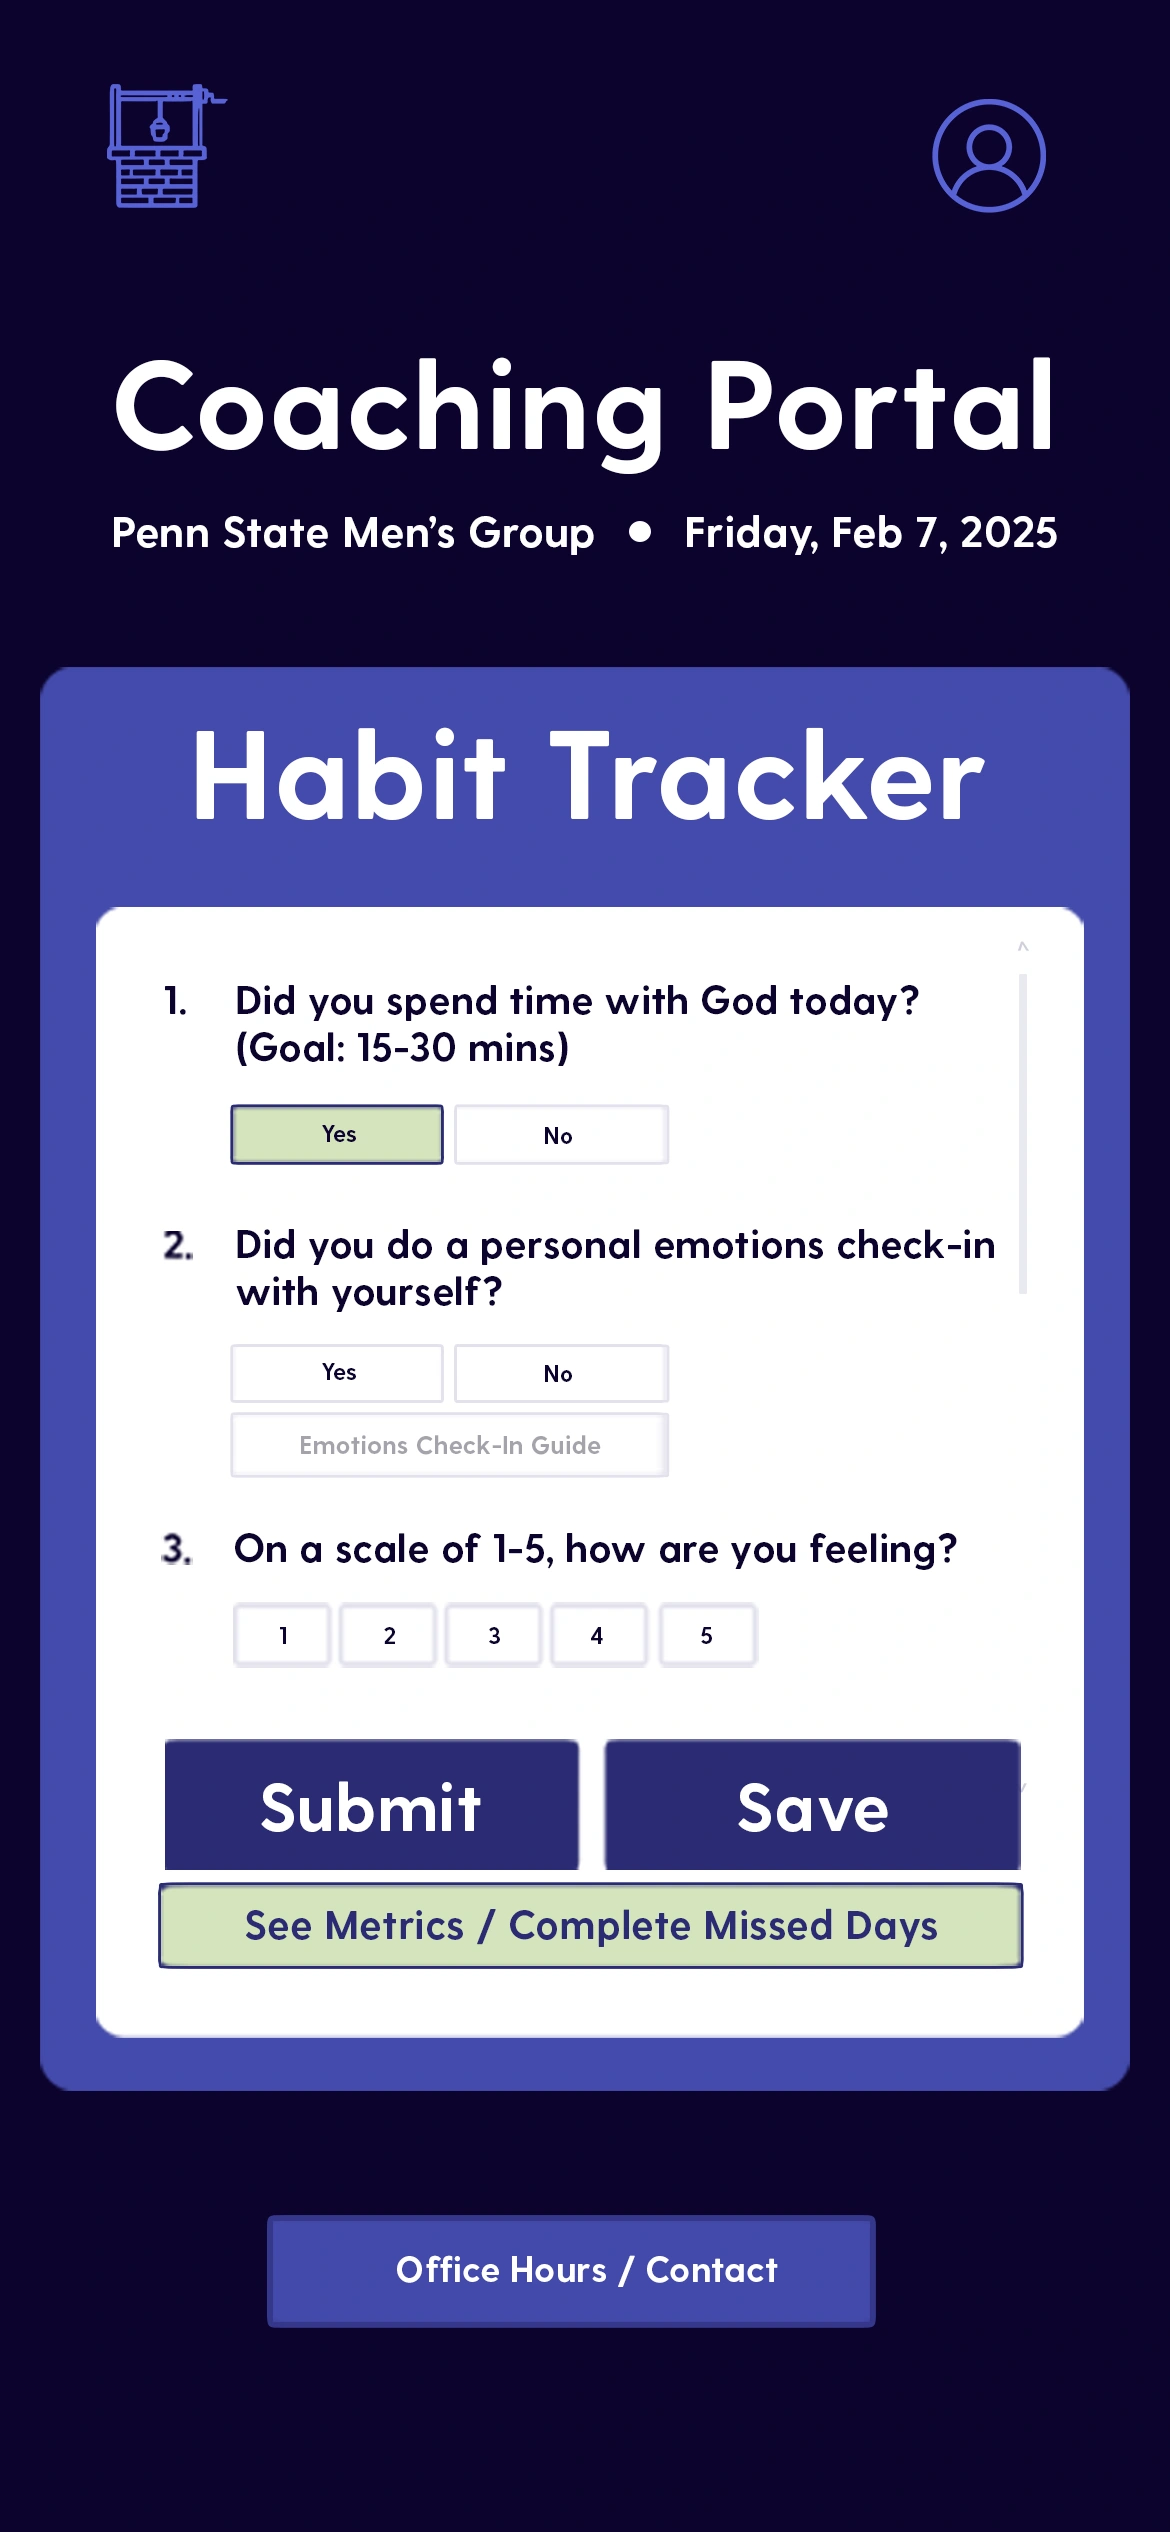 Coaching Portal
Penn State Men's Group • Friday, Feb 7, 2025
Habit Tracker
1. Did you spend time with God today?
(Goal: 15-30 mins)
Yes No
2. Did you do a personal emotions check-in
with yourself?
Yes No
Emotions Check-In Guide
3. On a scale of 1-5, how are you feeling?
1 2 3 4 5
Submit Save
See Metrics / Complete Missed Days
Office Hours / Contact